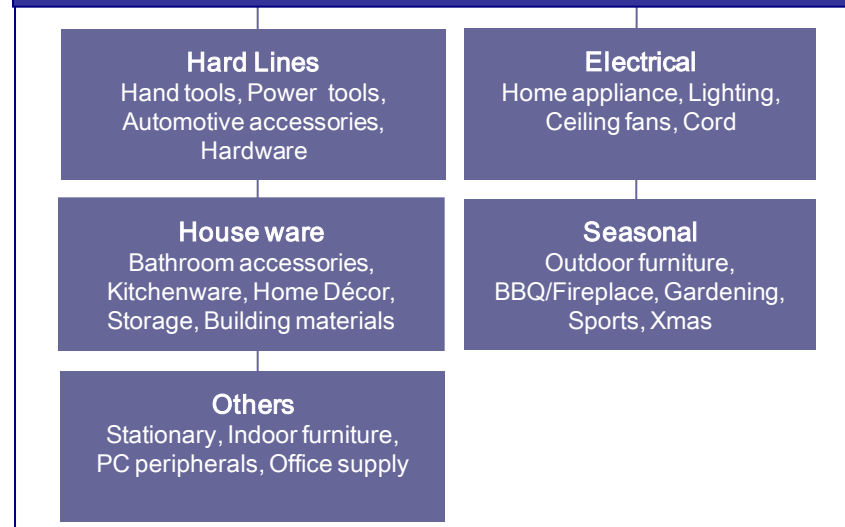 Hard Lines
Hand tools, Power tools,
Automotive accessories,
Hardware
Electrical
Home appliance, Lighting,
Ceiling fans, Cord
House ware
Bathroom accessories,
Kitchenware, Home Décor,
Storage, Building materials
Seasonal
Outdoor furniture,
BBQ/Fireplace, Gardening,
Sports, Xmas
Others
Stationary, Indoor furniture,
PC peripherals, Office supply